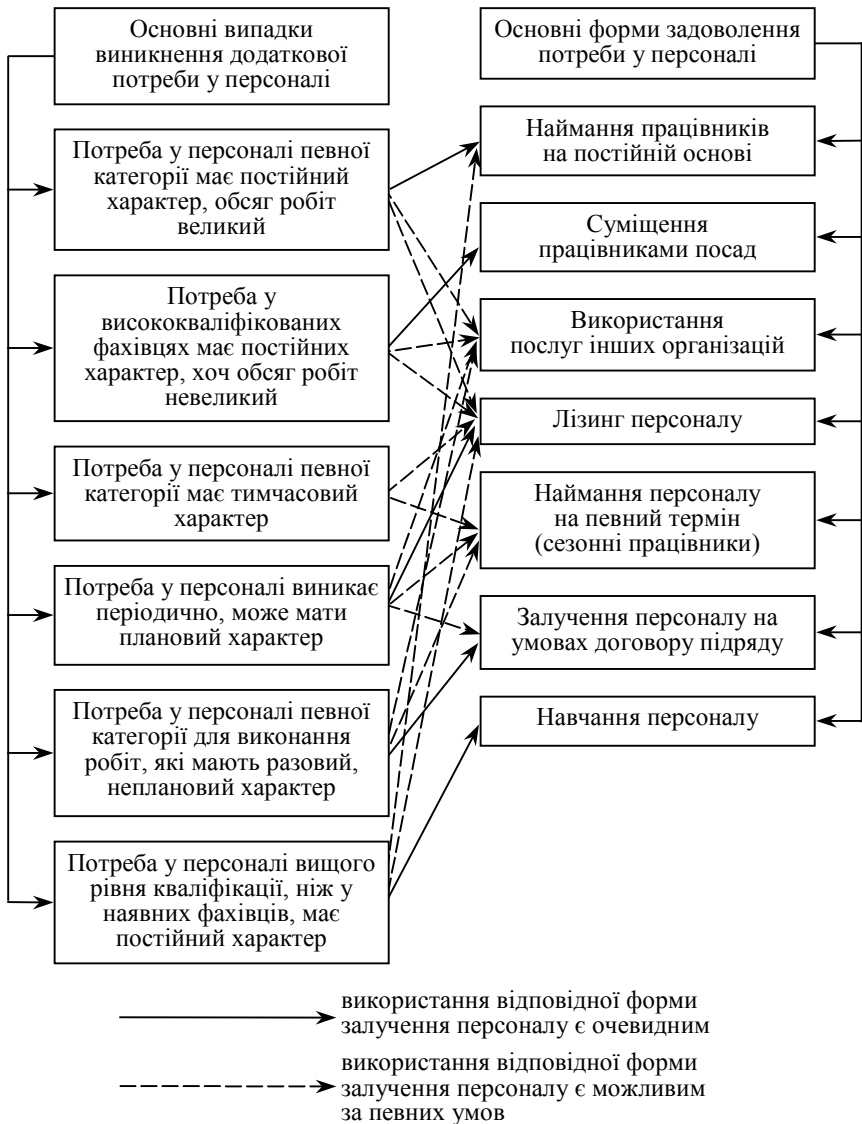 Основні випадки
виникнення додаткової
потреби у персоналі
Потреба у персоналі певної
категорії має постійний
характер, обсяг робіт
великий
Потреба у
висококваліфікованих
фахівцях має постійних
характер, хоч обсяг робіт
невеликий
Потреба у персоналі певної
категорії має тимчасовий
характер
Потреба у персоналі виникає
періодично, може мати
плановий характер
Потреба у персоналі певної
категорії для виконання
робіт, які мають разовий,
неплановий характер
Потреба у персоналі вищого
рівня кваліфікації, ніж у
наявних фахівців, має
постійний характер
Основні форми задоволення
потреби у персоналі
Наймання працівників
на постійній основі
Суміщення
працівниками посад
Використання
послуг інших організацій
Лізинг персоналу
Наймання персоналу
на певний термін
(сезонні працівники)
Залучення персоналу на
умовах договору підряду
Навчання персоналу
використання відповідної форми
залучення персоналу є очевидним
використання відповідної форми
залучення персоналу є можливим
за певних умов